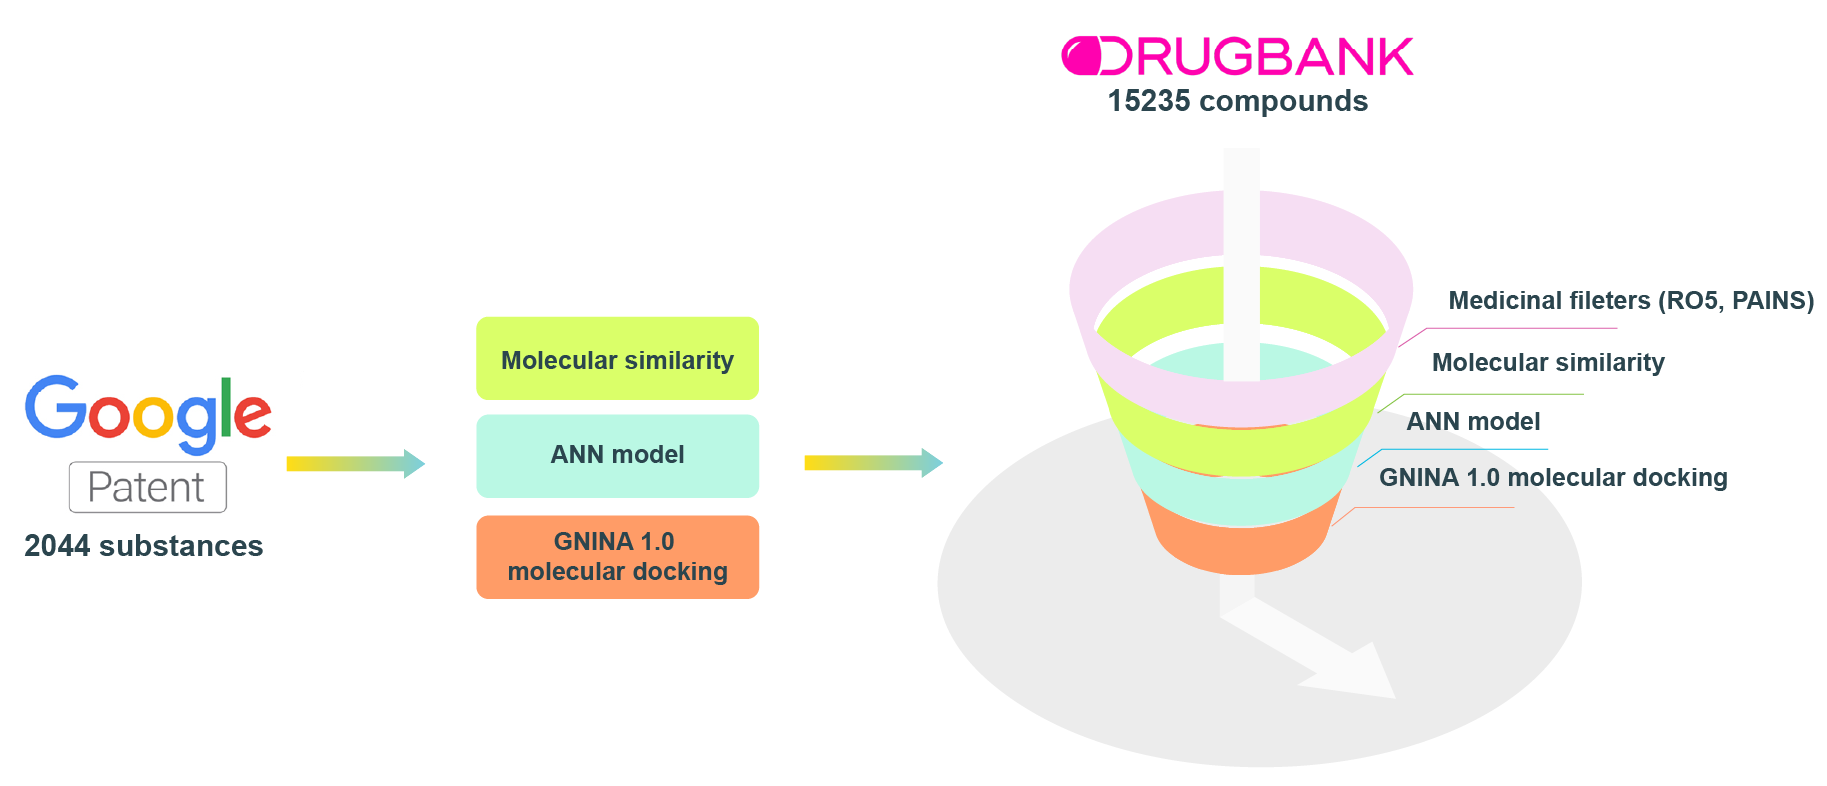 Google
Patent
2044 substances
Molecular similarity
ANN model
GNINA 1.0
molecular docking
DRUGBANK
15235 compounds
Medicinal fileters (RO5, PAINS)
Molecular similarity
ANN model
GNINA 1.0 molecular docking